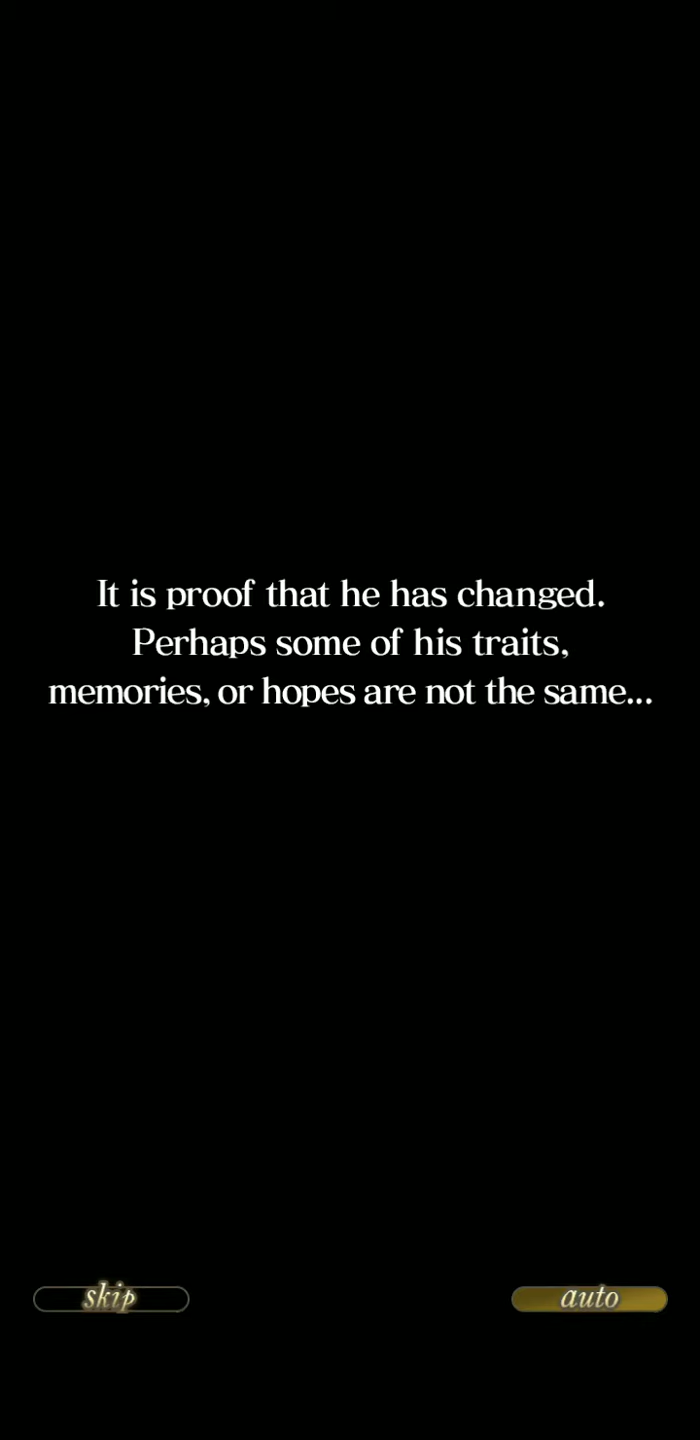 It is proof that he has changed.
Perhaps some of his traits,
memories, or hopes are not the same...
skip
auto